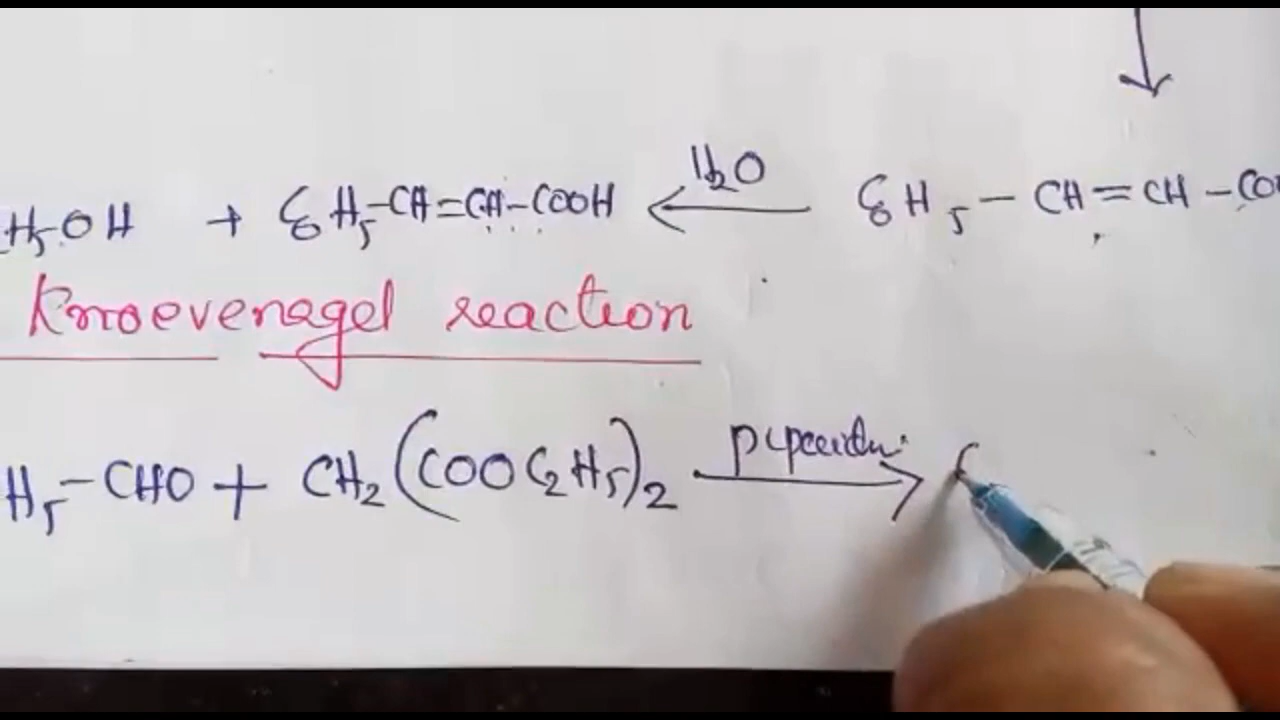 H₅OH + C₆H₅-CH=CH-COOH ← H₂O C₆H₅-CH=CH-CO
Knoevenagel reaction
H₅-CHO + CH₂(COOC₂H₅)₂ →